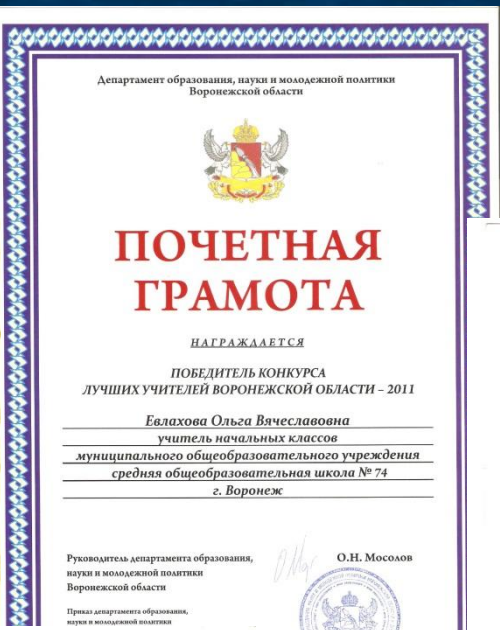 Департамент образования, науки и молодежной политики
Воронежской области
ПОЧЕТНАЯ
ГРАМОТА
НАГРАЖДАЕТСЯ
ПОБЕДИТЕЛЬ КОНКУРСА
ЛУЧШИХ УЧИТЕЛЕЙ ВОРОНЕЖСКОЙ ОБЛАСТИ – 2011
Евлахова Ольга Вячеславовна
учитель начальных классов
муниципального общеобразовательного учреждения
средняя общеобразовательная школа № 74
г. Воронеж
Руководитель департамента образования,
науки и молодежной политики
Воронежской области
О.Н. Мосолов
Приказ департамента образования,
науки и молодежной политики